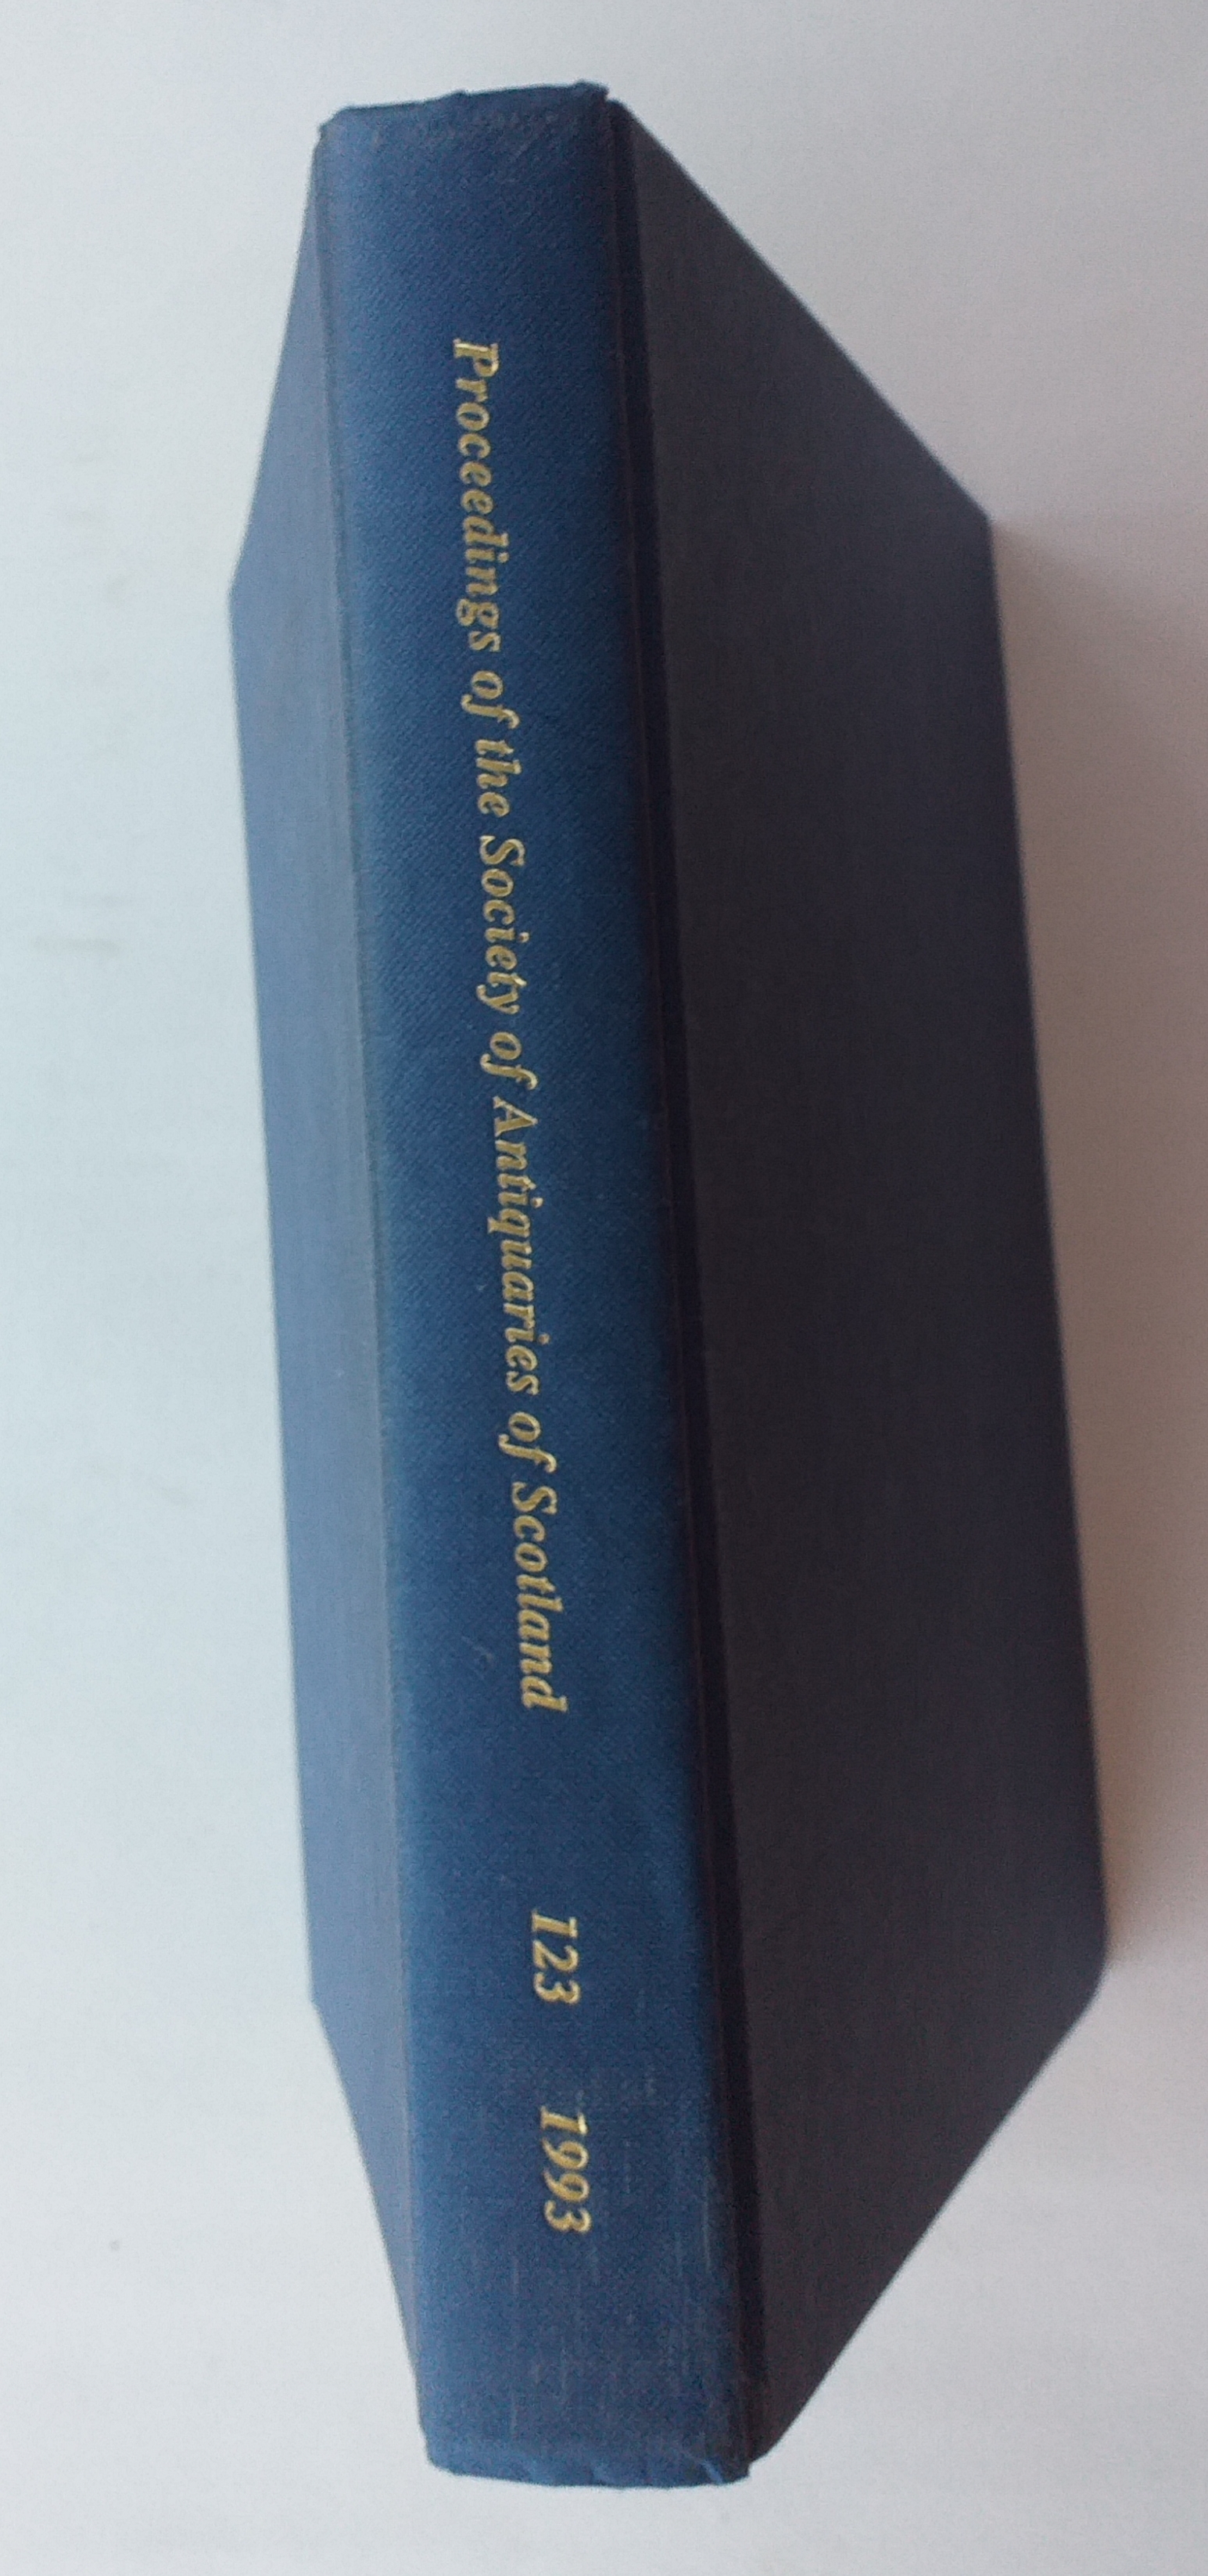 Proceedings of the Society of Antiquaries of Scotland 123 1993